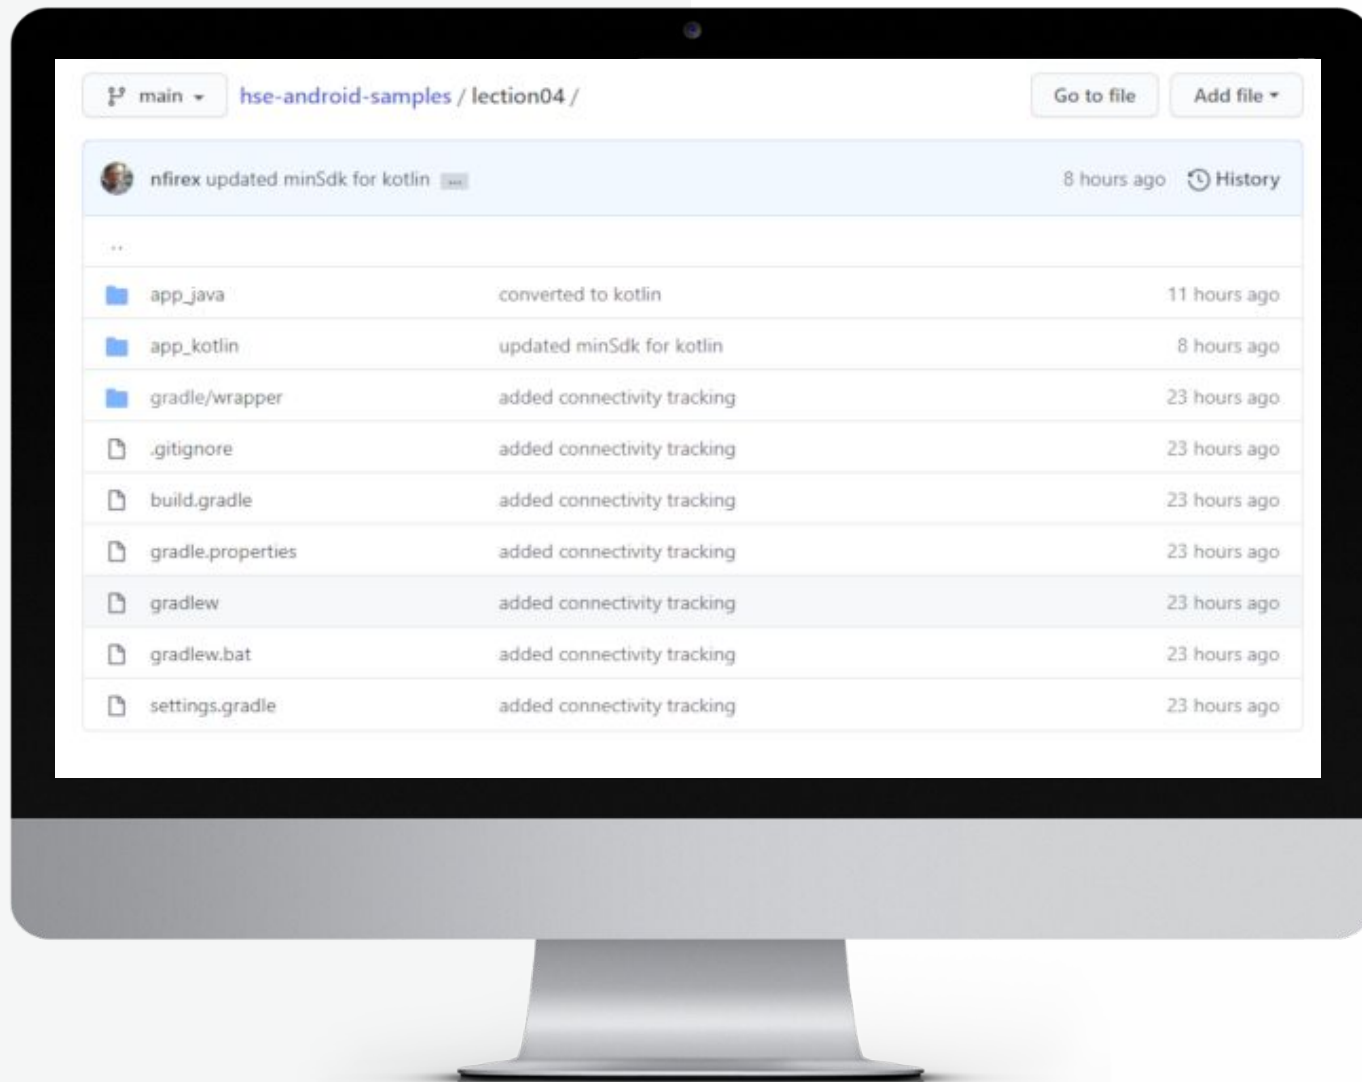 main hse-android-samples / lection04 / Go to file Add file
nfirex updated minSdk for kotlin ... 8 hours ago History
..
app_java converted to kotlin 11 hours ago
app_kotlin updated minSdk for kotlin 8 hours ago
gradle/wrapper added connectivity tracking 23 hours ago
.gitignore added connectivity tracking 23 hours ago
build.gradle added connectivity tracking 23 hours ago
gradle.properties added connectivity tracking 23 hours ago
gradlew added connectivity tracking 23 hours ago
gradlew.bat added connectivity tracking 23 hours ago
settings.gradle added connectivity tracking 23 hours ago